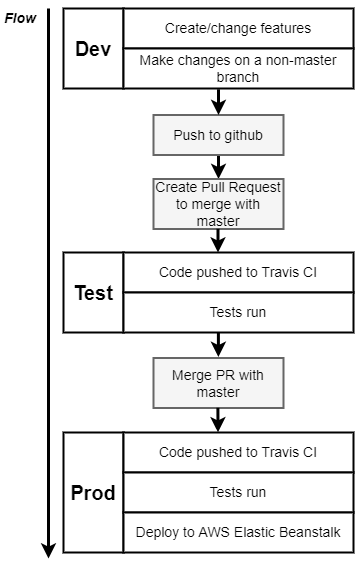 Flow
Dev
Create/change features
Make changes on a non-master
branch
Push to github
Create Pull Request
to merge with
master
Test
Code pushed to Travis CI
Tests run
Merge PR with
master
Prod
Code pushed to Travis CI
Tests run
Deploy to AWS Elastic Beanstalk